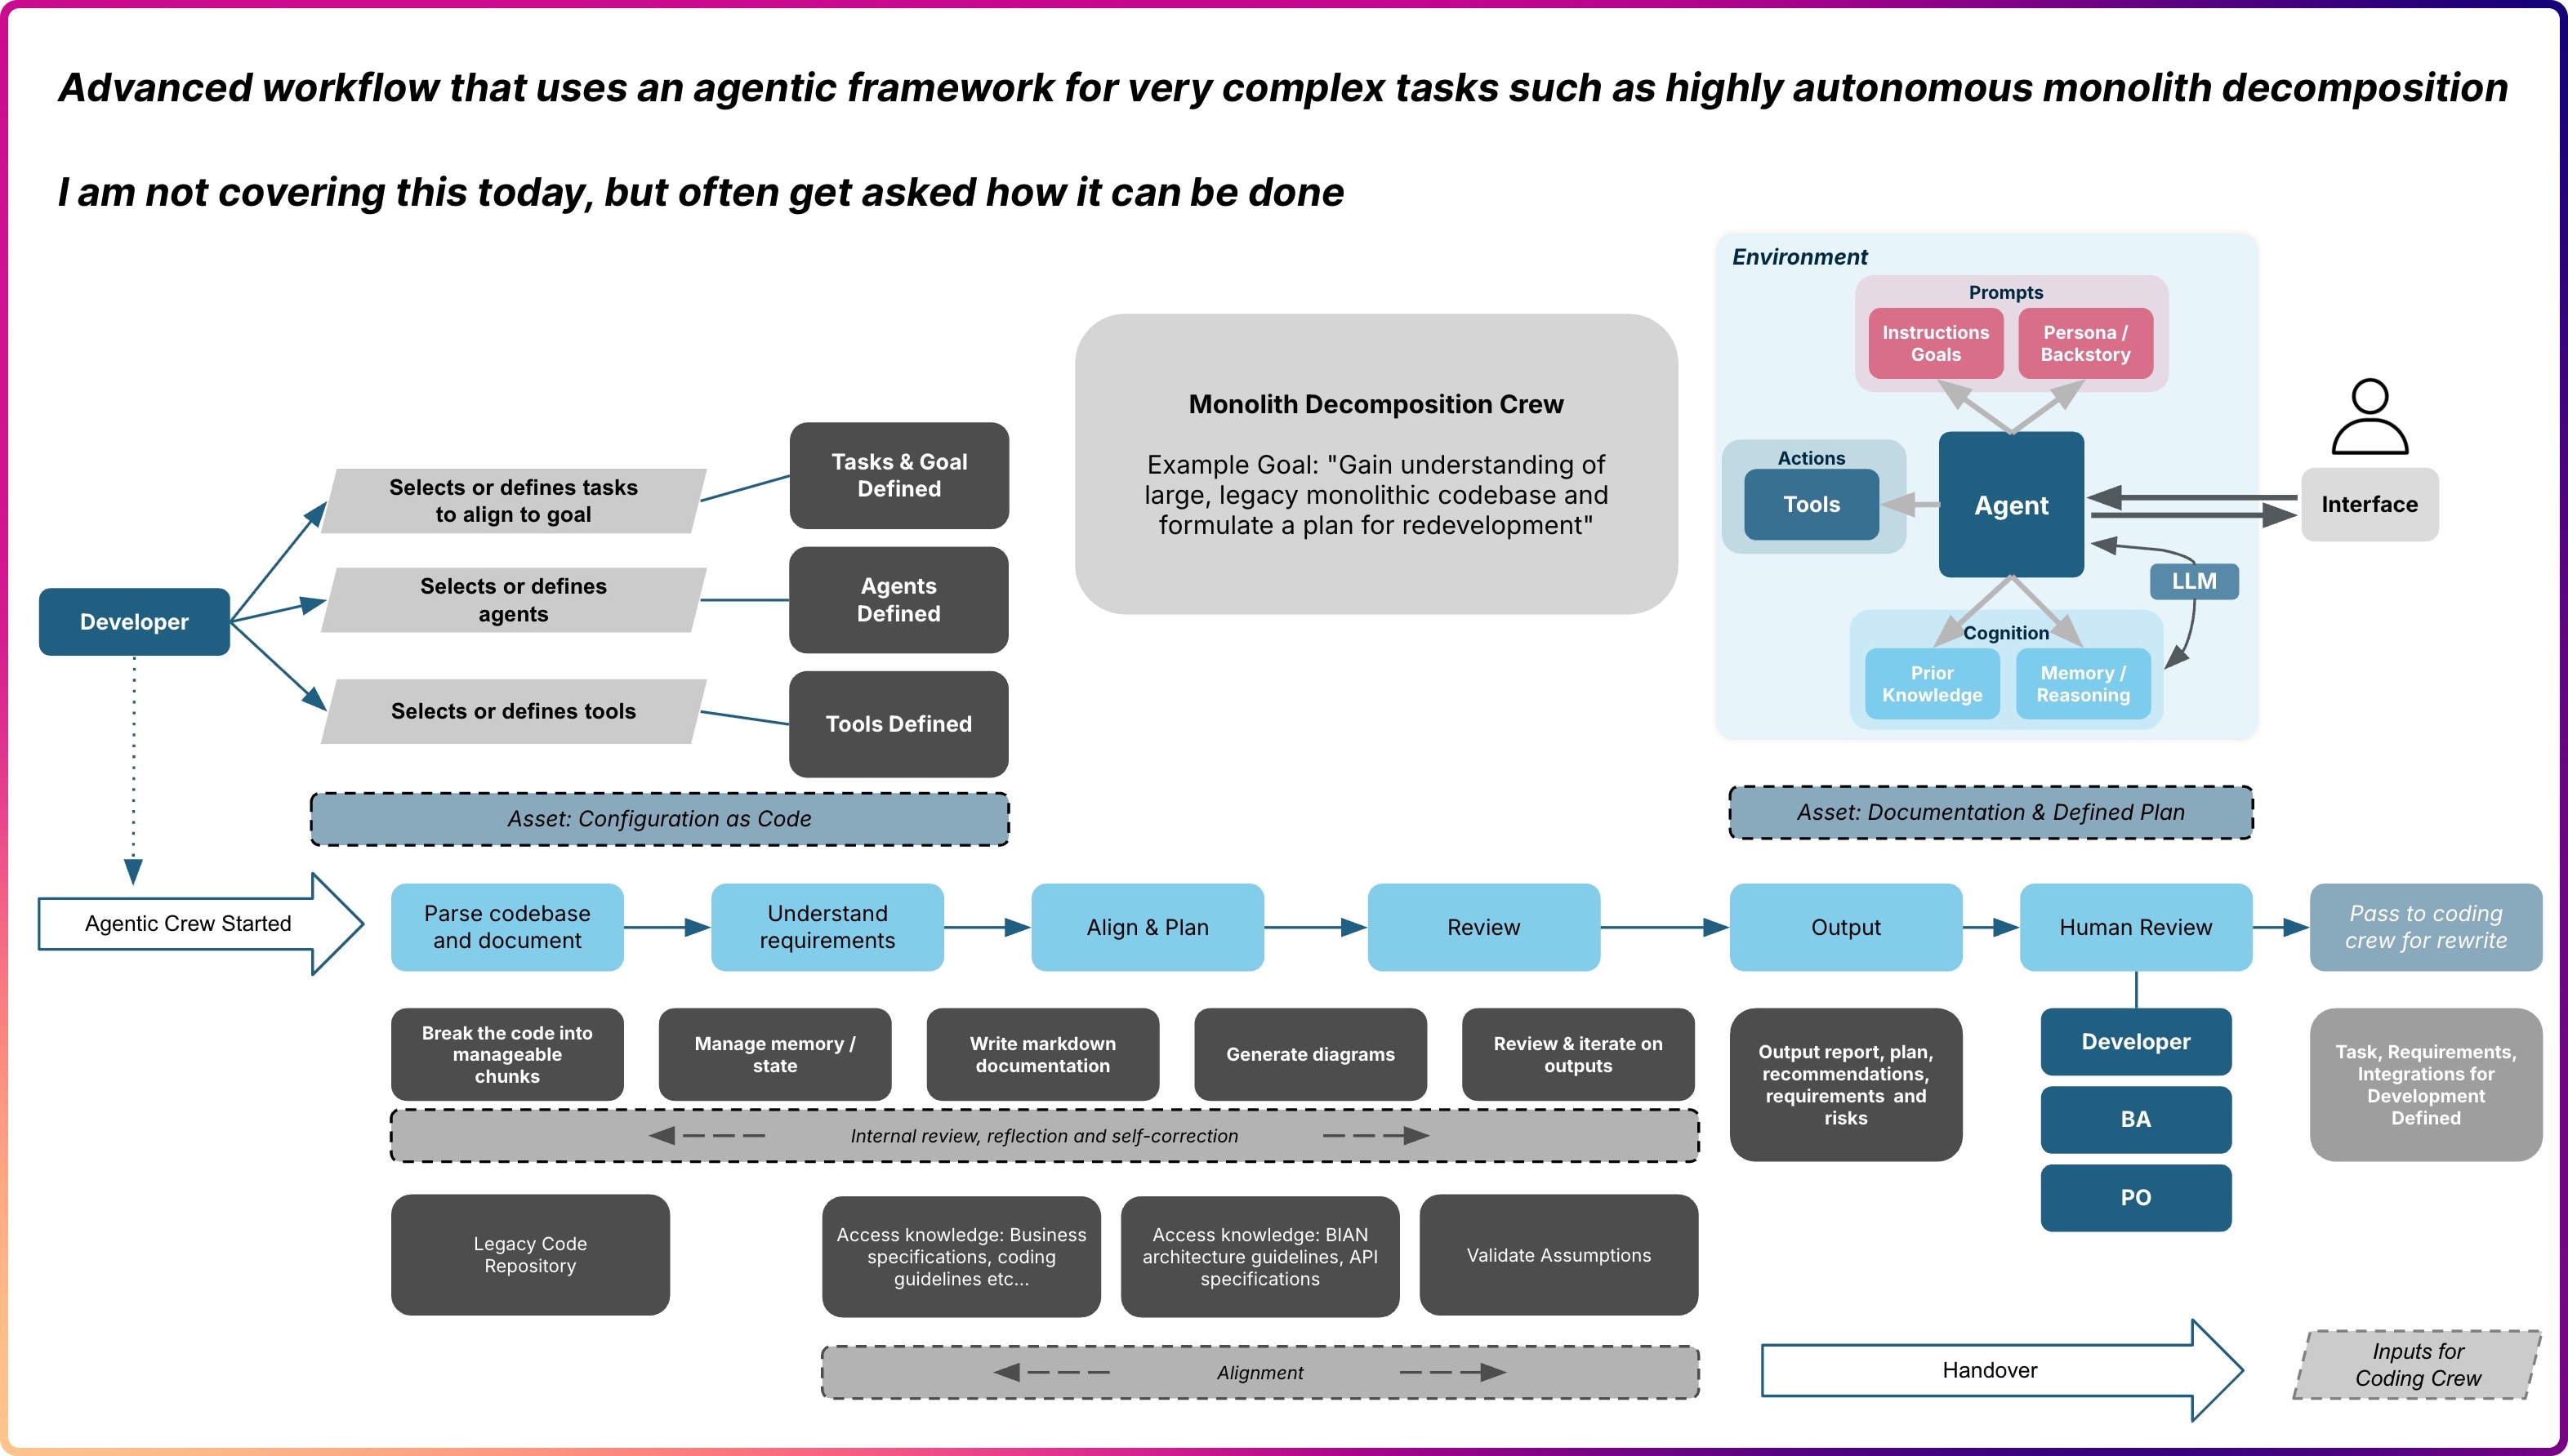 Advanced workflow that uses an agentic framework for very complex tasks such as highly autonomous monolith decomposition
I am not covering this today, but often get asked how it can be done
Environment
Prompts
Instructions
Goals
Persona /
Backstory
Actions
Tools
Agent
Interface
LLM
Cognition
Prior
Knowledge
Memory /
Reasoning
Monolith Decomposition Crew
Example Goal: "Gain understanding of
large, legacy monolithic codebase and
formulate a plan for redevelopment"
Developer
Selects or defines tasks
to align to goal
Tasks & Goal
Defined
Selects or defines
agents
Agents
Defined
Selects or defines tools
Tools Defined
Asset: Configuration as Code
Asset: Documentation & Defined Plan
Agentic Crew Started
Parse codebase
and document
Understand
requirements
Align & Plan
Review
Output
Human Review
Pass to coding
crew for rewrite
Break the code into
manageable
chunks
Manage memory /
state
Write markdown
documentation
Generate diagrams
Review & iterate on
outputs
Output report, plan,
recommendations,
requirements and
risks
Developer
BA
PO
Task, Requirements,
Integrations for
Development
Defined
Internal review, reflection and self-correction
Legacy Code
Repository
Access knowledge: Business
specifications, coding
guidelines etc...
Access knowledge: BIAN
architecture guidelines, API
specifications
Validate Assumptions
Alignment
Handover
Inputs for
Coding Crew